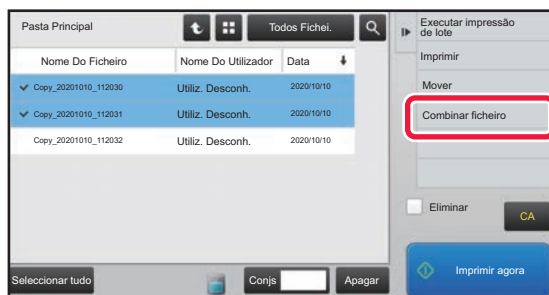 Pasta Principal
Todos Fichei.
Nome Do Ficheiro
Nome Do Utilizador
Data
Copy_20201010_112030
Utiliz. Desconh.
2020/10/10
Copy_20201010_112031
Utiliz. Desconh.
2020/10/10
Copy_20201010_112032
Utiliz. Desconh.
2020/10/10
Seleccionar tudo
Conjs
Apagar
Executar impressão
de lote
Imprimir
Mover
Combinar ficheiro
Eliminar
CA
Imprimir agora